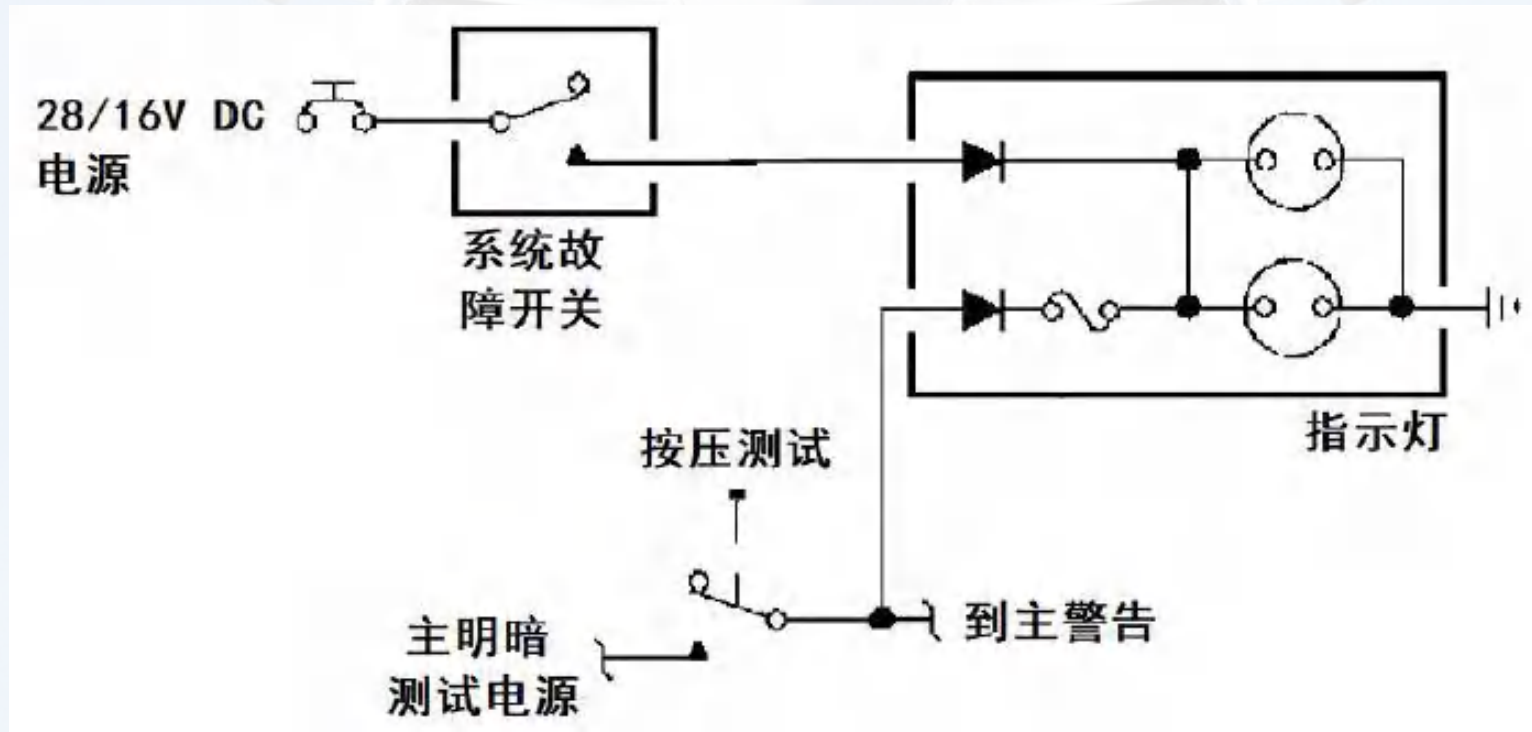 28/16V DC
电源
系统故
障开关
指示灯
按压测试
主明暗
测试电源
到主警告